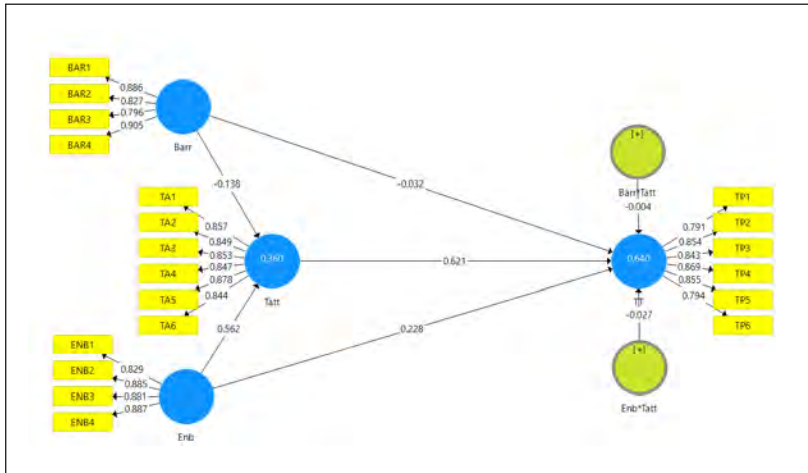 BAR1
0.886
BAR2
0.827
BAR3
0.796
BAR4
0.905
Barr
-0.138
-0.032
[+]
Barr*Tatt
-0.004
TA1
0.857
TA2
0.849
TA3
0.853
TA4
0.847
TA5
0.878
TA6
0.844
0.360
Tatt
0.621
0.640
TP1
0.791
TP2
0.854
TP3
0.843
TP4
0.869
TP5
0.855
TP6
0.794
-0.027
[+]
Enb*Tatt
0.562
0.228
ENB1
0.829
ENB2
0.885
ENB3
0.881
ENB4
0.887
Enb